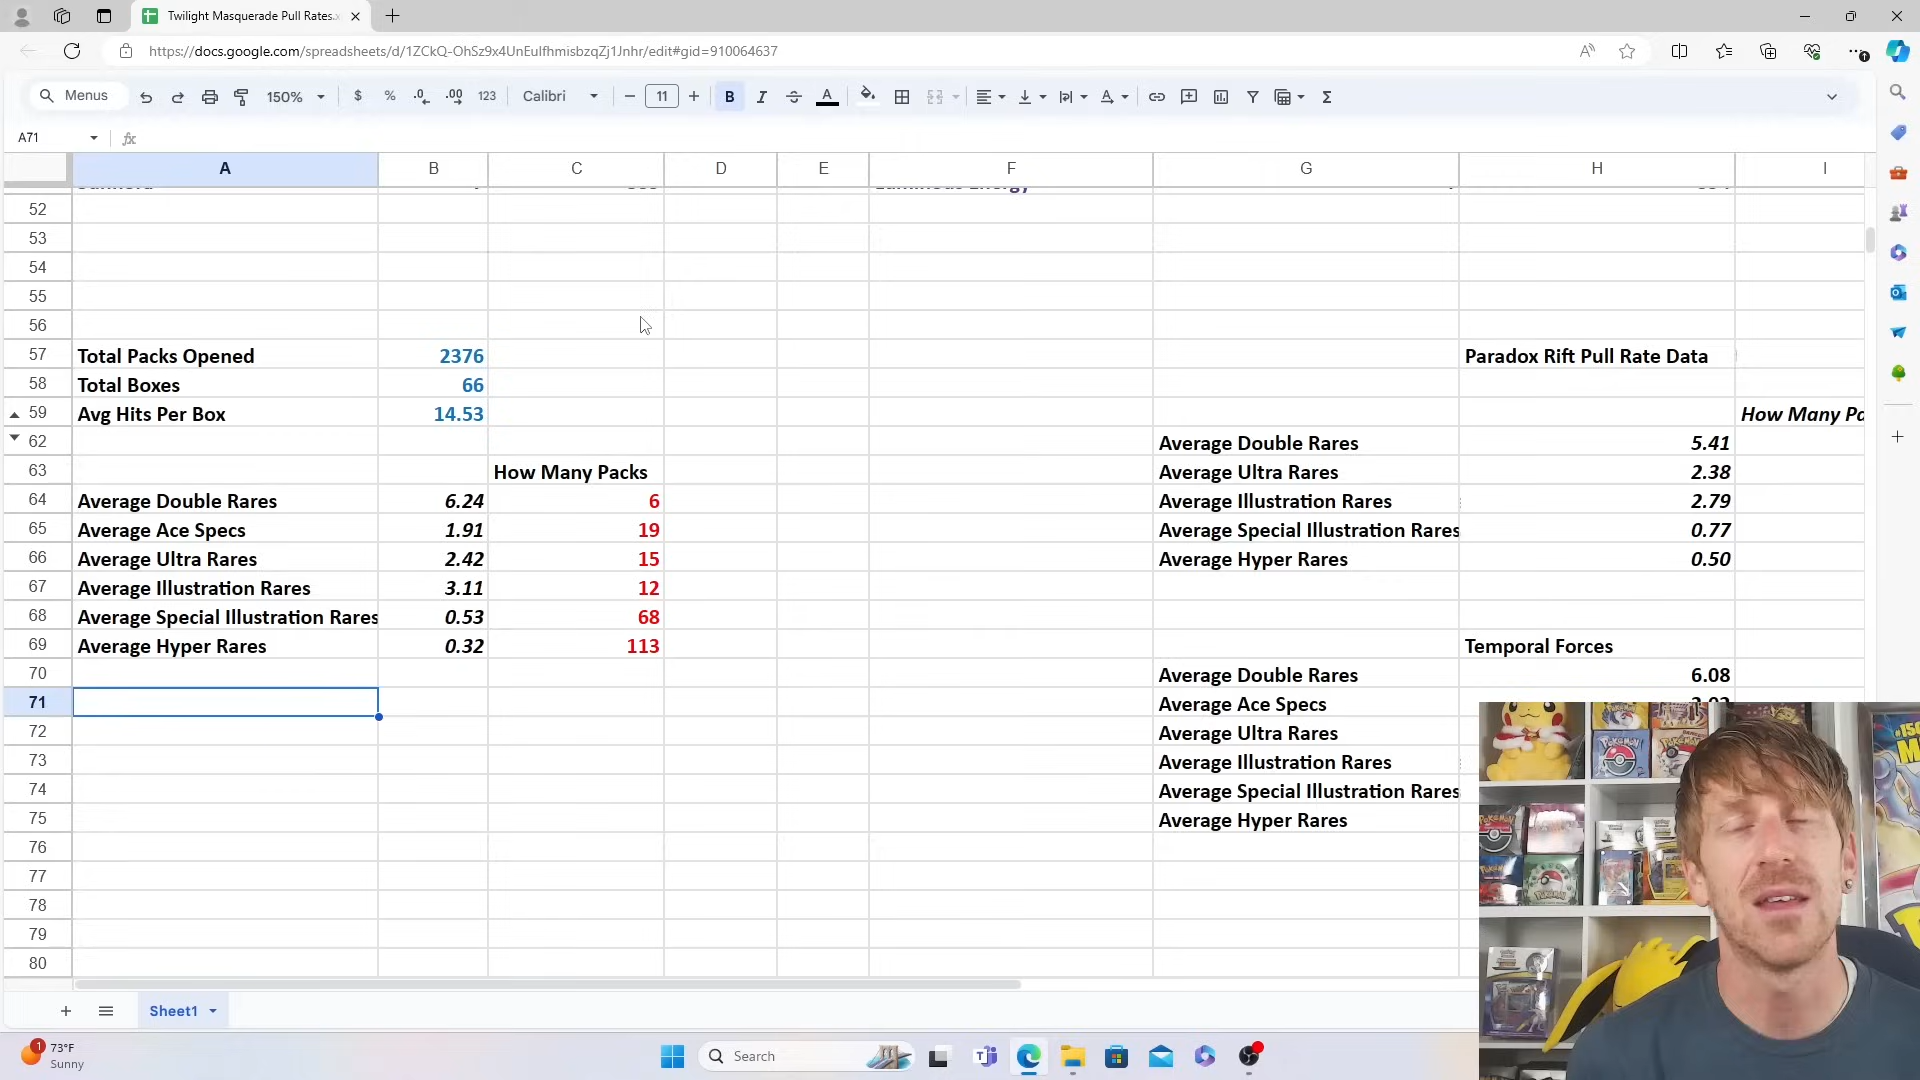 Twilight Masquerade Pull Rates.x
https://docs.google.com/spreadsheets/d/1ZCkQ-OhSz9x4UnEulfhmisbzqZj1Jnhr/edit#gid=910064637
Menus 150% $ % .0 .00 123 Calibri 11 B I A
A71 fx
A B C D E F G H I
52
53
54
55
56
57 Total Packs Opened 2376 Paradox Rift Pull Rate Data
58 Total Boxes 66
59 Avg Hits Per Box 14.53 How Many Pa
62 Average Double Rares 5.41
63 How Many Packs Average Ultra Rares 2.38
64 Average Double Rares 6.24 6 Average Illustration Rares 2.79
65 Average Ace Specs 1.91 19 Average Special Illustration Rares 0.77
66 Average Ultra Rares 2.42 15 Average Hyper Rares 0.50
67 Average Illustration Rares 3.11 12
68 Average Special Illustration Rares 0.53 68
69 Average Hyper Rares 0.32 113 Temporal Forces
70 Average Double Rares 6.08
71 Average Ace Specs
72 Average Ultra Rares
73 Average Illustration Rares
74 Average Special Illustration Rares
75 Average Hyper Rares
76
77
78
79
80
Sheet1
1 73°F
Sunny
Search